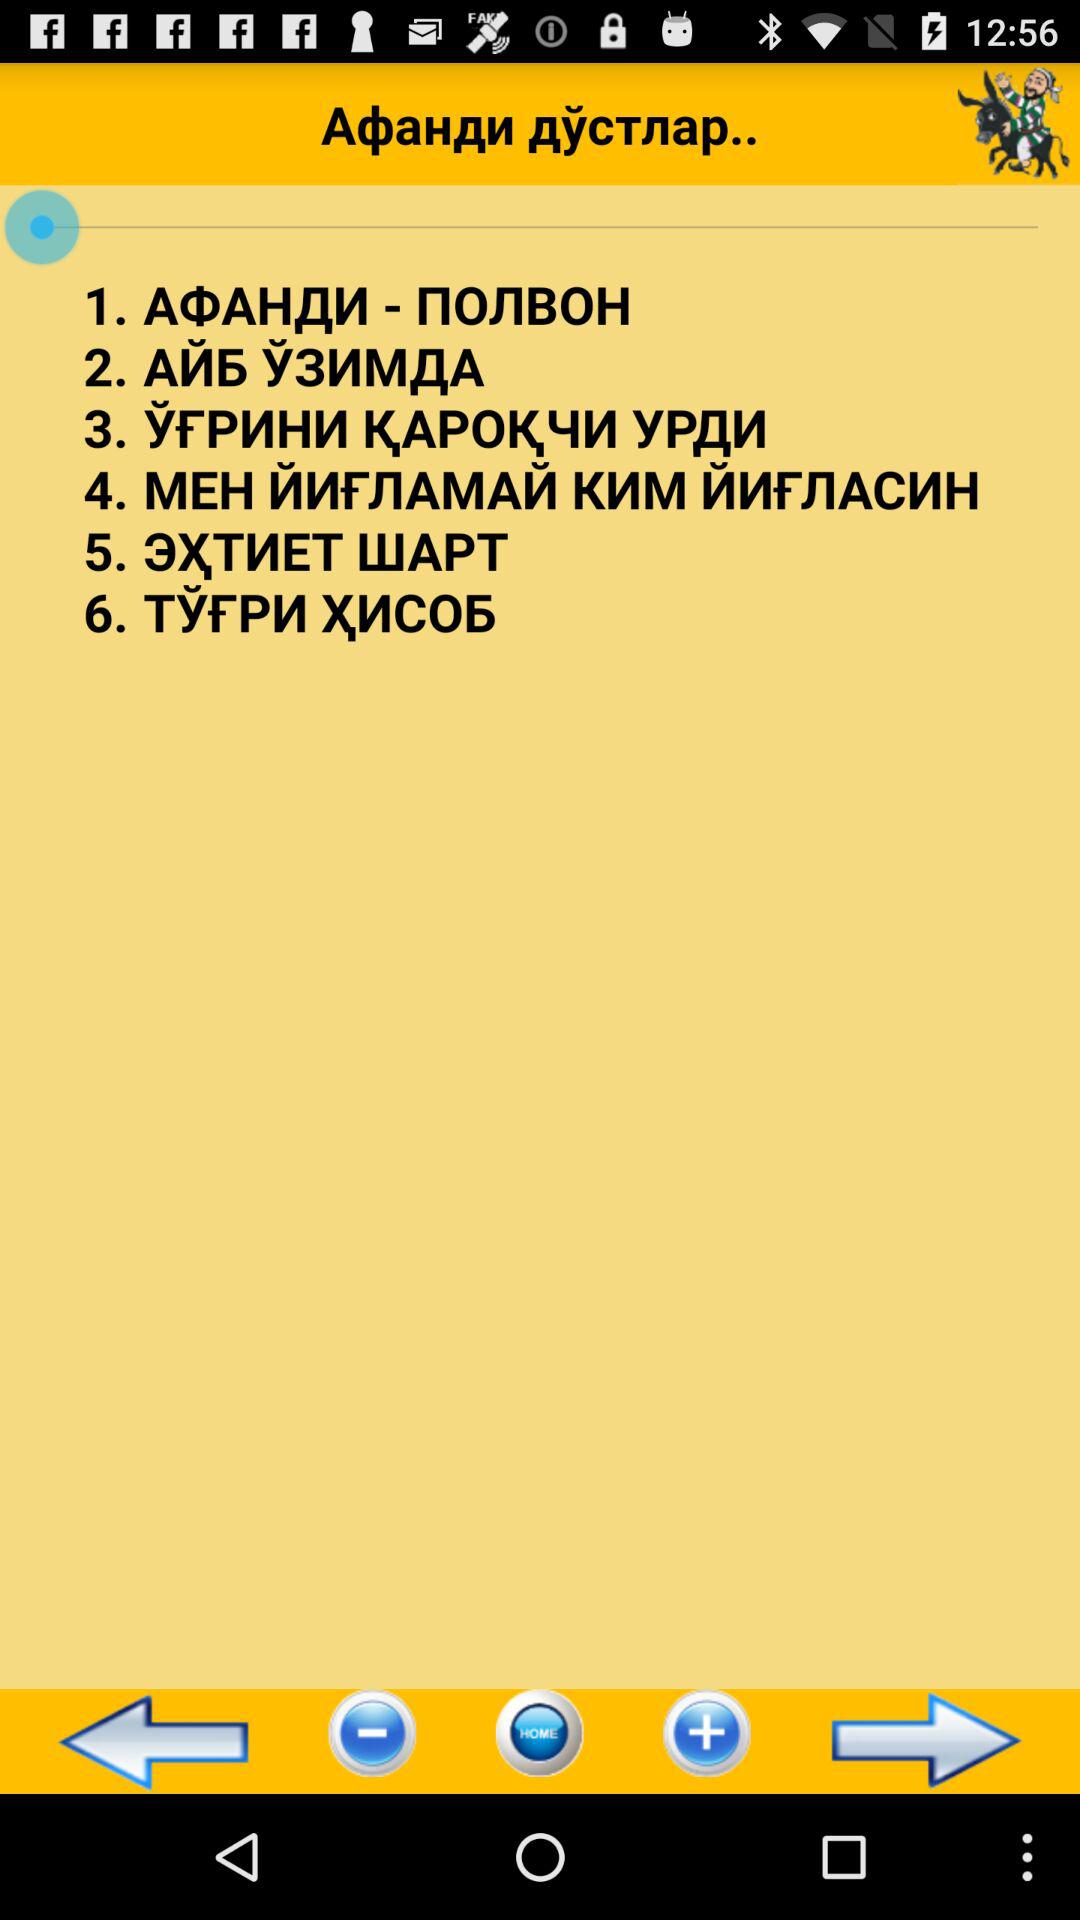 FAKE
12:56
Афанди дўстлар..
1. АФАНДИ - ПОЛВОН
2. АЙБ ЎЗИМДА
3. ЎҒРИНИ ҚАРОҚЧИ УРДИ
4. МЕН ЙИҒЛАМАЙ КИМ ЙИҒЛАСИН
5. ЭҲТИЕТ ШАРТ
6. ТЎҒРИ ҲИСОБ
HOME